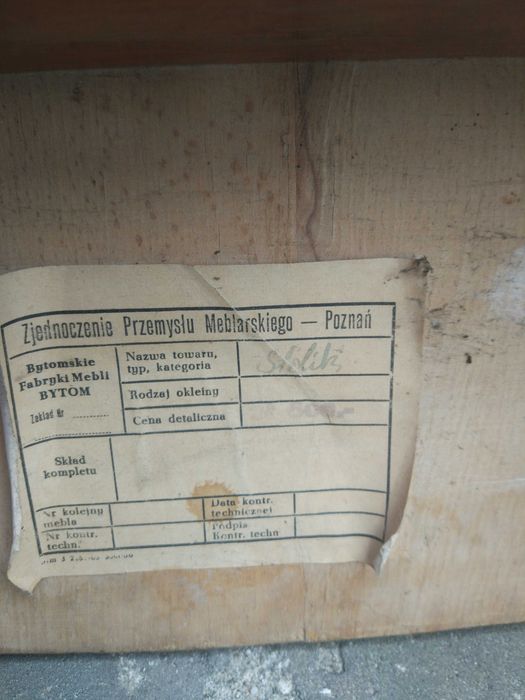 Zjednoczenie Przemysłu Meblarskiego — Poznań
Bytomskie
Fabryki Mebli
BYTOM
Zakład Nr
Nazwa towaru,
typ, kategoria
Stolik
Rodzaj okleiny
Cena detaliczna
Skład
kompletu
Nr kolejny
mebla
Data kontr.
technicznej
Nr kontr.
techn.
Podpis
Kontr. techn